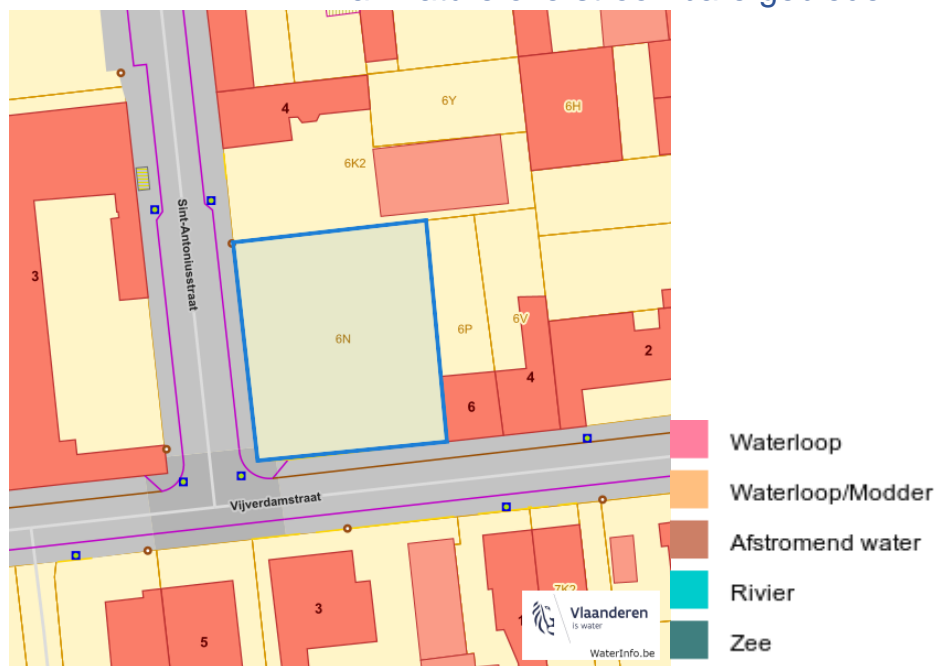 4
6Y
6H
6K2
Sint-Antoniusstraat
3
6N
6P
6V
2
4
6
Waterloop
Waterloop/Modder
Vijverdamstraat
Afstromend water
3
Rivier
Vlaanderen
is water
5
Zee
WaterInfo.be